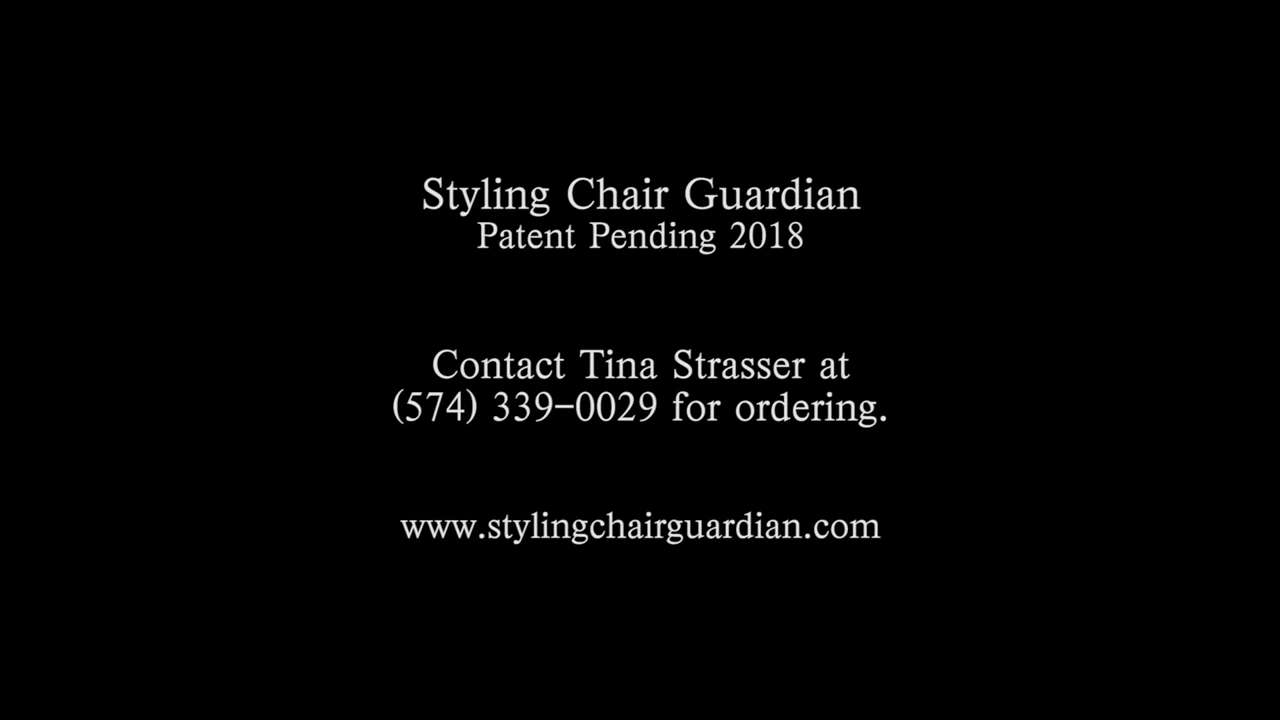 Styling Chair Guardian
Patent Pending 2018
Contact Tina Strasser at
(574) 339-0029 for ordering.
www.stylingchairguardian.com